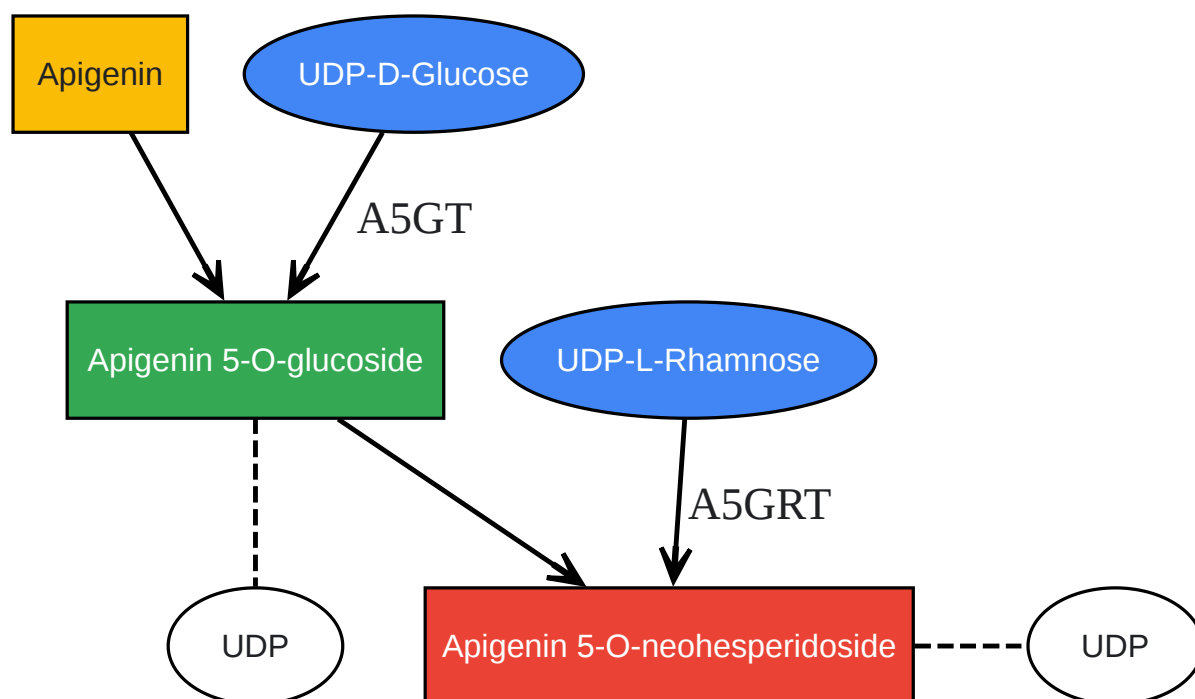 Apigenin
UDP-D-Glucose
A5GT
Apigenin 5-O-glucoside
UDP-L-Rhamnose
A5GRT
UDP
Apigenin 5-O-neohesperidoside
UDP